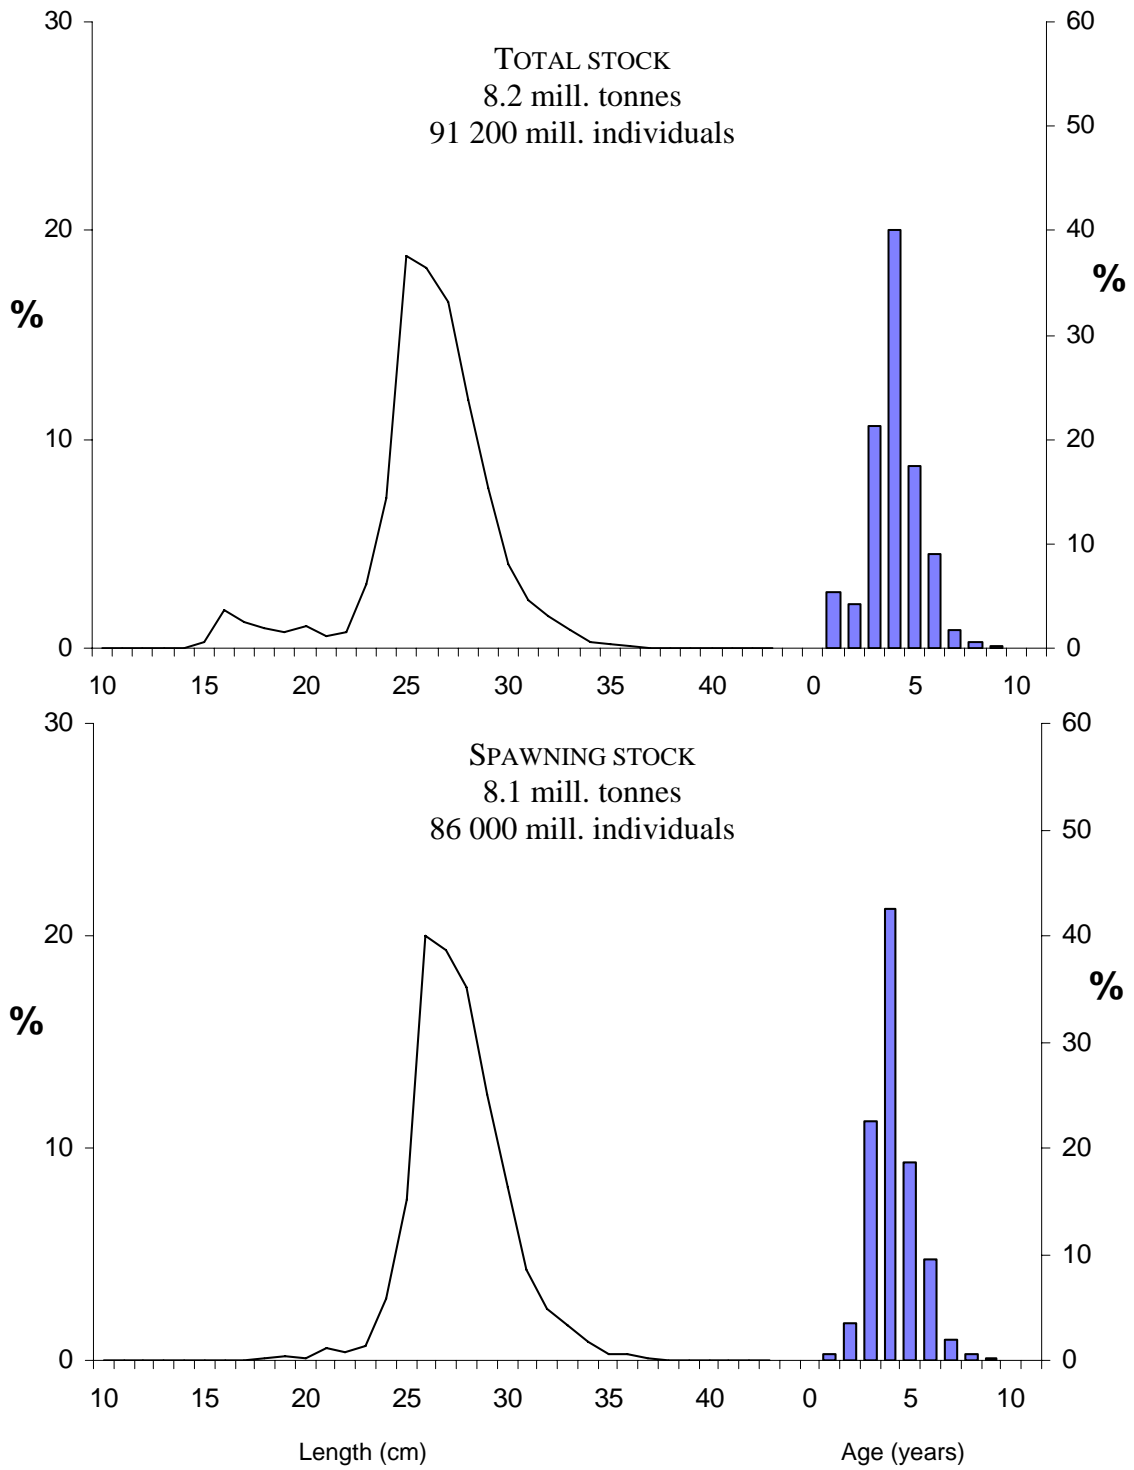 TOTAL STOCK
8.2 mill. tonnes
91 200 mill. individuals
30
20
10
0
%
60
50
40
30
20
10
0
%
10 15 20 25 30 35 40 0 5 10
SPAWNING STOCK
8.1 mill. tonnes
86 000 mill. individuals
30
20
10
0
%
60
50
40
30
20
10
0
%
10 15 20 25 30 35 40 0 5 10
Length (cm) Age (years)